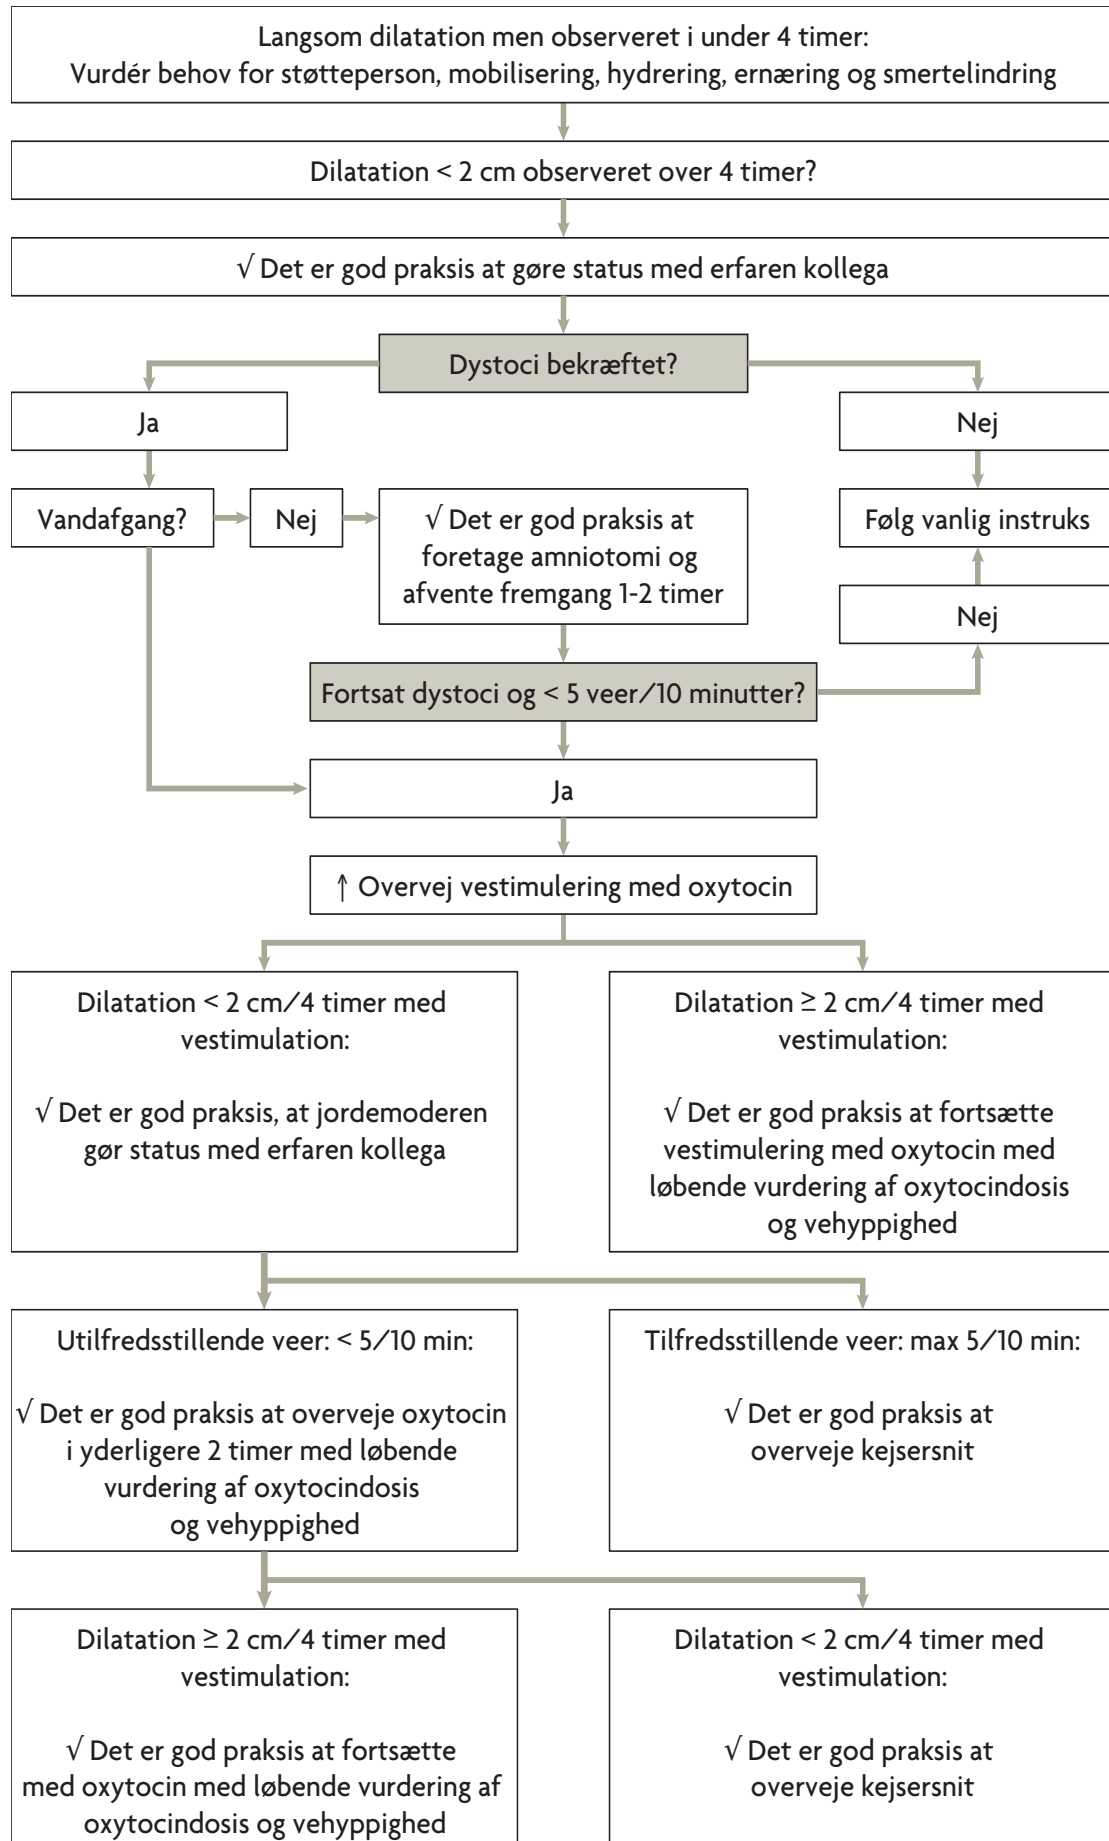 Langsom dilatation men observeret i under 4 timer:
Vurdér behov for støtteperson, mobilisering, hydrering, ernæring og smertelindring
Dilatation < 2 cm observeret over 4 timer?
√ Det er god praksis at gøre status med erfaren kollega
Dystoci bekræftet?
Ja
Nej
Vandafgang?
Nej
√ Det er god praksis at
foretage amniotomi og
afvente fremgang 1-2 timer
Følg vanlig instruks
Nej
Fortsat dystoci og < 5 veer/10 minutter?
Ja
↑ Overvej vestimulering med oxytocin
Dilatation < 2 cm/4 timer med
vestimulation:
√ Det er god praksis, at jordemoderen
gør status med erfaren kollega
Dilatation ≥ 2 cm/4 timer med
vestimulation:
√ Det er god praksis at fortsætte
vestimulering med oxytocin med
løbende vurdering af oxytocindosis
og vehyppighed
Utilfredsstillende veer: < 5/10 min:
√ Det er god praksis at overveje oxytocin
i yderligere 2 timer med løbende
vurdering af oxytocindosis
og vehyppighed
Tilfredsstillende veer: max 5/10 min:
√ Det er god praksis at
overveje kejsersnit
Dilatation ≥ 2 cm/4 timer med
vestimulation:
√ Det er god praksis at fortsætte
med oxytocin med løbende vurdering af
oxytocindosis og vehyppighed
Dilatation < 2 cm/4 timer med
vestimulation:
√ Det er god praksis at
overveje kejsersnit